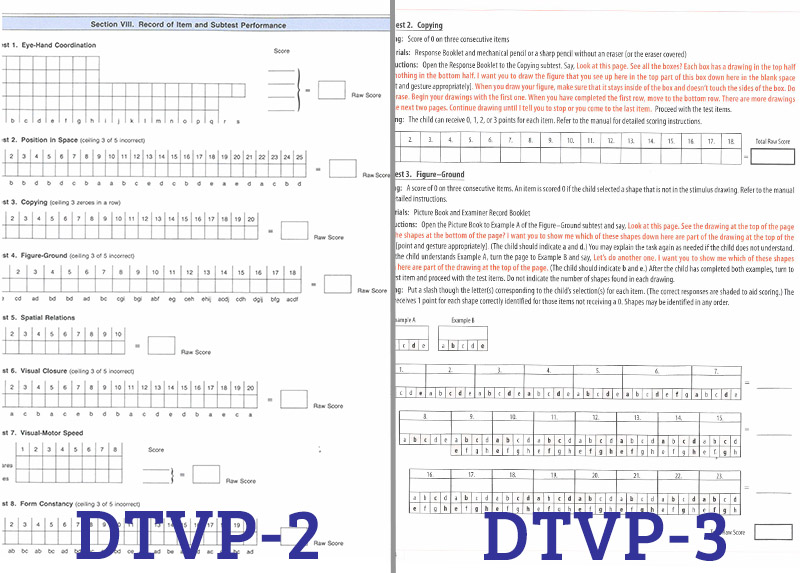 Section VIII. Record of Item and Subtest Performance
st 1. Eye-Hand Coordination
Score
Raw Score
b c d e f g h i j k l m n o p q r s
st 2. Position in Space (ceiling 3 of 5 incorrect)
2 3 4 5 6 7 8 9 10 11 12 13 14 15 16 17 18 19 20 21 22 23 24 25
=
Raw Score
st 3. Copying (ceiling 3 zeroes in a row)
2 3 4 5 6 7 8 9 10 11 12 13 14 15 16 17 18 19 20
=
Raw Score
st 4. Figure-Ground (ceiling 3 of 5 incorrect)
2 3 4 5 6 7 8 9 10 11 12 13 14 15 16 17 18
=
Raw Score
cd ad bd bd ac bc cgi bgi abf eg ceh ehij acdj cdh dgij bfg acdf
st 5. Spatial Relations
2 3 4 5 6 7 8 9 10
=
Raw Score
st 6. Visual Closure (ceiling 3 of 5 incorrect)
2 3 4 5 6 7 8 9 10 11 12 13 14 15 16 17 18 19 20
=
Raw Score
st 7. Visual-Motor Speed
1 2 3 4 5 6 7 8
Score
=
Raw Score
st 8. Form Constancy (ceiling 3 of 5 incorrect)
Raw Score
DTVP-2
est 2. Copying
ng: Score of 0 on three consecutive items
rials: Response Booklet and mechanical pencil or a sharp pencil without an eraser (or the eraser covered)
uctions: Open the Response Booklet to the Copying subtest. Say, Look at this page. See all the boxes? Each box has a drawing in the top half
nothing in the bottom half. I want you to draw the figure that you see up here in the top part of this box down here in the blank space
t and gesture appropriately]. When you draw your figure, make sure that it stays inside of the box and doesn't touch the sides of the box. Do
rase. Begin your drawings with the first one. When you have completed the first row, move to the bottom row. There are more drawings
e next two pages. Continue drawing until I tell you to stop or you come to the last item. Proceed with the test items.
ng: The child can receive 0, 1, 2, or 3 points for each item. Refer to the manual for detailed scoring instructions.
2. 3. 4. 5. 6. 7. 8. 9. 10. 11. 12. 13. 14. 15. 16. 17. 18.
Total Raw Score
=
est 3. Figure–Ground
ng: A score of 0 on three consecutive items. An item is scored 0 if the child selected a shape that is not in the stimulus drawing. Refer to the manual
etailed instructions.
rials: Picture Book and Examiner Record Booklet
uctions: Open the Picture Book to Example A of the Figure–Ground subtest and say, Look at this page. See the drawing at the top of the page
he shapes at the bottom of the page? I want you to show me which of these shapes down here are part of the drawing at the top of the
[point and gesture appropriately]. (The child should indicate a and d.) You may explain the task again as needed if the child does not understand.
the child understands Example A, turn the page to Example B and say, Let's do another one. I want you to show me which of these shapes
here are part of the drawing at the top of the page. (The child should indicate b and e.) After the child has completed both examples, turn to
est item and proceed with the test items. Do not indicate the number of shapes found in each drawing.
ng: Put a slash though the letter(s) corresponding to the child's selection(s) for each item. (The correct responses are shaded to aid scoring.) The
eceives 1 point for each shape correctly identified for those items not receiving a 0. Shapes may be identified in any order.
xample A Example B
b c d e a b c d e
1. 2. 3. 4. 5. 6. 7.
=
8. 9. 10. 11. 12. 13. 14. 15.
=
16. 17. 18. 19. 20. 21. 22. 23.
=
Raw Score
DTVP-3